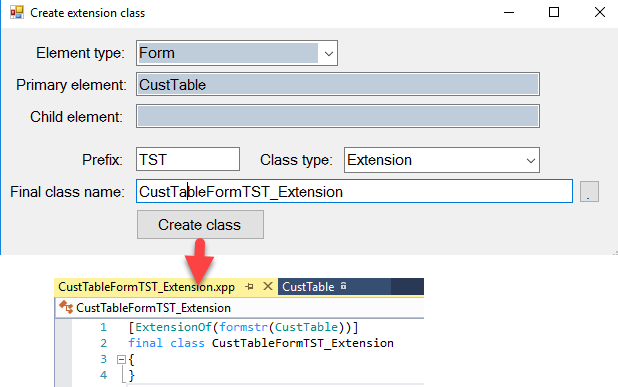 Create extension class
Element type: Form
Primary element: CustTable
Child element:
Prefix: TST Class type: Extension
Final class name: CustTableFormTST_Extension .
Create class
CustTableFormTST_Extension.xpp CustTable
CustTableFormTST_Extension
1 [ExtensionOf(formstr(CustTable))]
2 final class CustTableFormTST_Extension
3 {
4 }